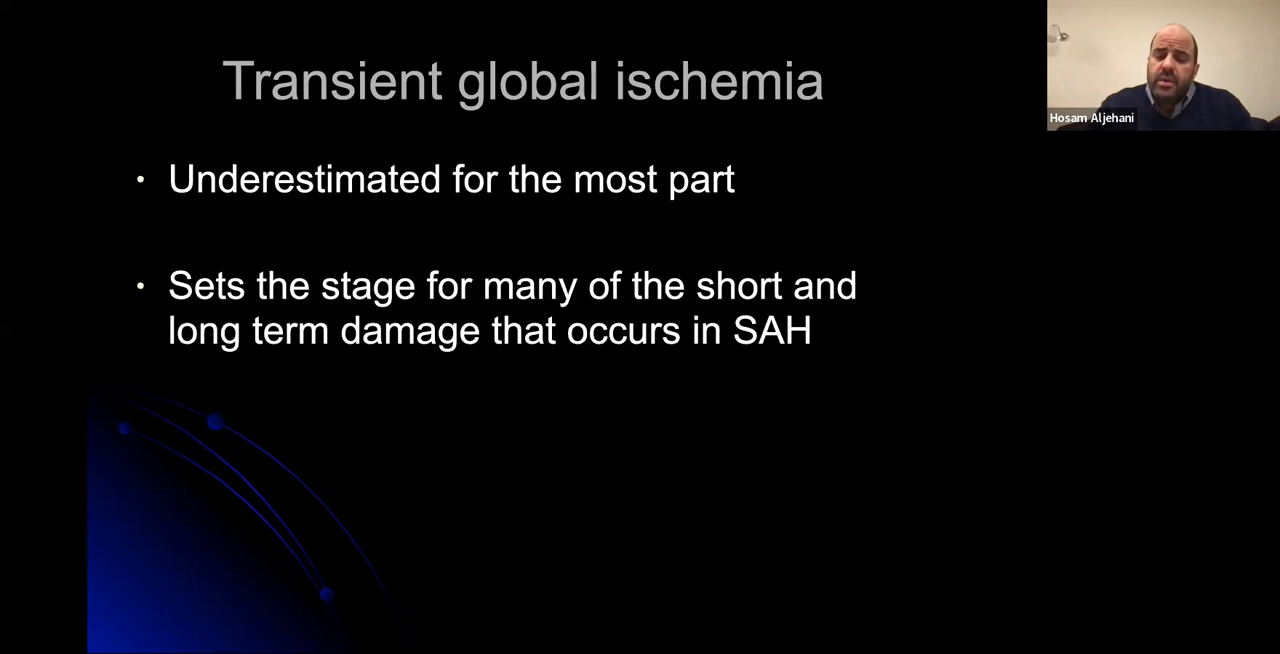 Transient global ischemia
Hosam Aljehani
• Underestimated for the most part
• Sets the stage for many of the short and
long term damage that occurs in SAH